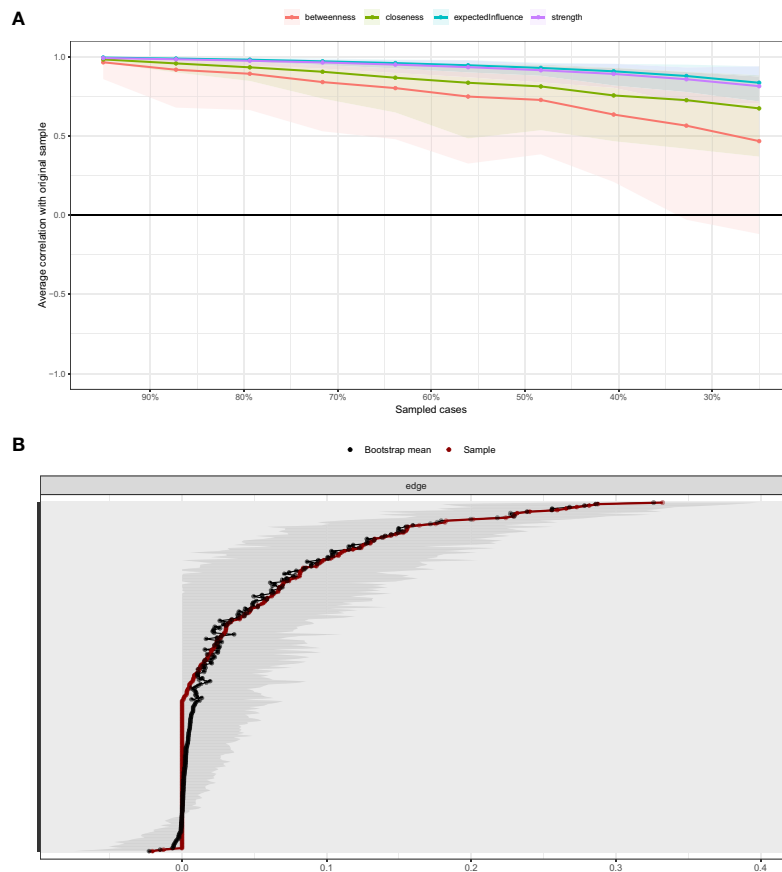 A
betweenness closeness expectedInfluence strength
1.0
0.5
0.0
−0.5
−1.0
Average correlation with original sample
90% 80% 70% 60% 50% 40% 30%
Sampled cases
B
Bootstrap mean Sample
edge
0.0 0.1 0.2 0.3 0.4